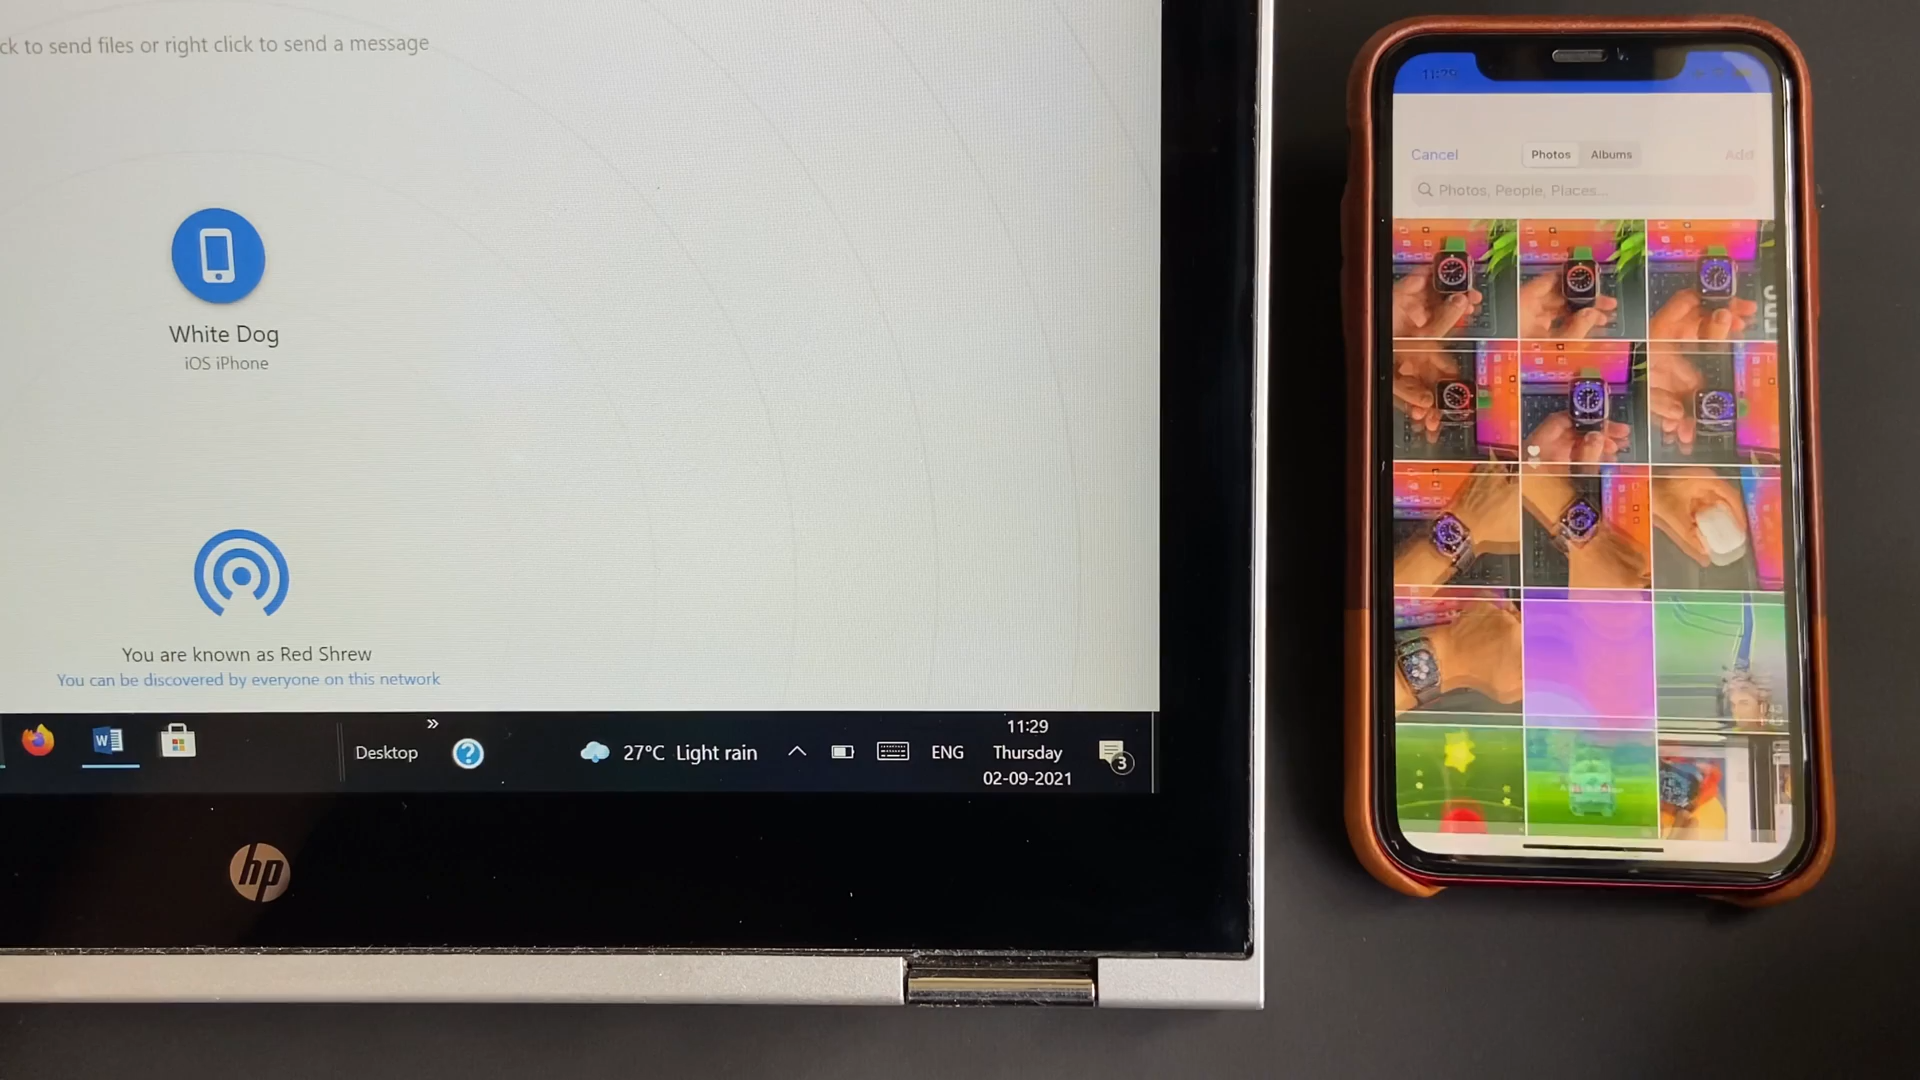 ck to send files or right click to send a message
White Dog
iOS iPhone
You are known as Red Shrew
You can be discovered by everyone on this network
Desktop
»
?
27°C Light rain
ENG
11:29
Thursday
02-09-2021
3
hp
11:29
Cancel
Photos
Albums
Add
Photos, People, Places...